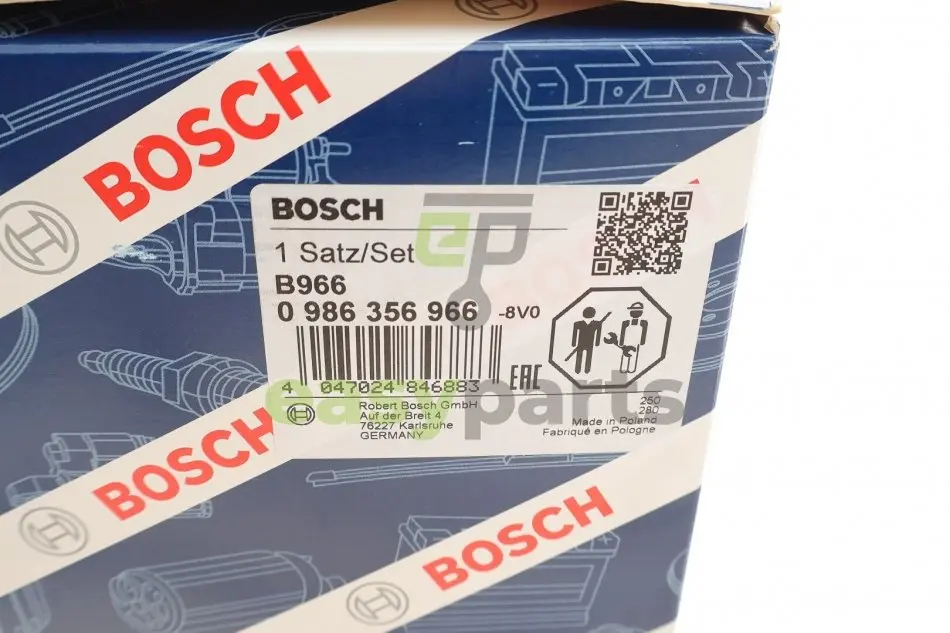 BOSCH
BOSCH
1 Satz/Set
B966
0 986 356 966 -8V0
4 047024 846883
EAC
Robert Bosch GmbH
Auf der Breit 4
76227 Karlsruhe
GERMANY
250
280
Made in Poland
Fabriqué en Pologne
ep
easyparts
BOSCH
BOSCH